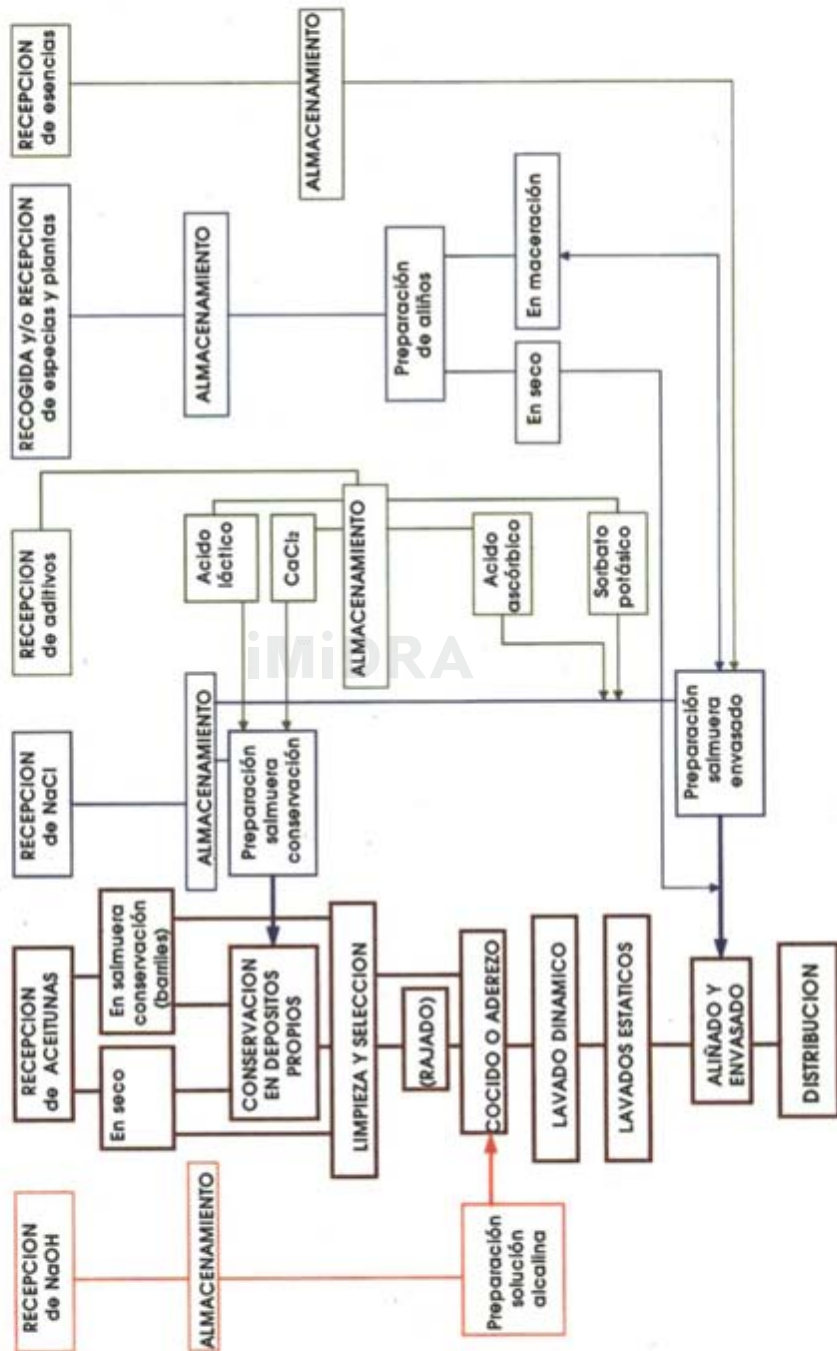 RECEPCION
de NaOH
ALMACENAMIENTO
Preparación
solución
alcalina
RECEPCION
de ACEITUNAS
En seco
En salmuera
conservación
(barriles)
CONSERVACION
EN DEPOSITOS
PROPIOS
LIMPIEZA Y SELECCION
(RAJADO)
COCIDO O ADEREZO
LAVADO DINAMICO
LAVADOS ESTATICOS
ALIÑADO Y
ENVASADO
DISTRIBUCION
RECEPCION
de NaCl
ALMACENAMIENTO
Preparación
salmuera
conservación
Preparación
salmuera
envasado
RECEPCION
de aditivos
Acido
láctico
CaCl₂
ALMACENAMIENTO
Acido
ascórbico
Sorbato
potásico
RECOGIDA y/o RECEPCION
de especias y plantas
ALMACENAMIENTO
Preparación
de aliños
En seco
En maceración
RECEPCION
de esencias
ALMACENAMIENTO
iMiDRA